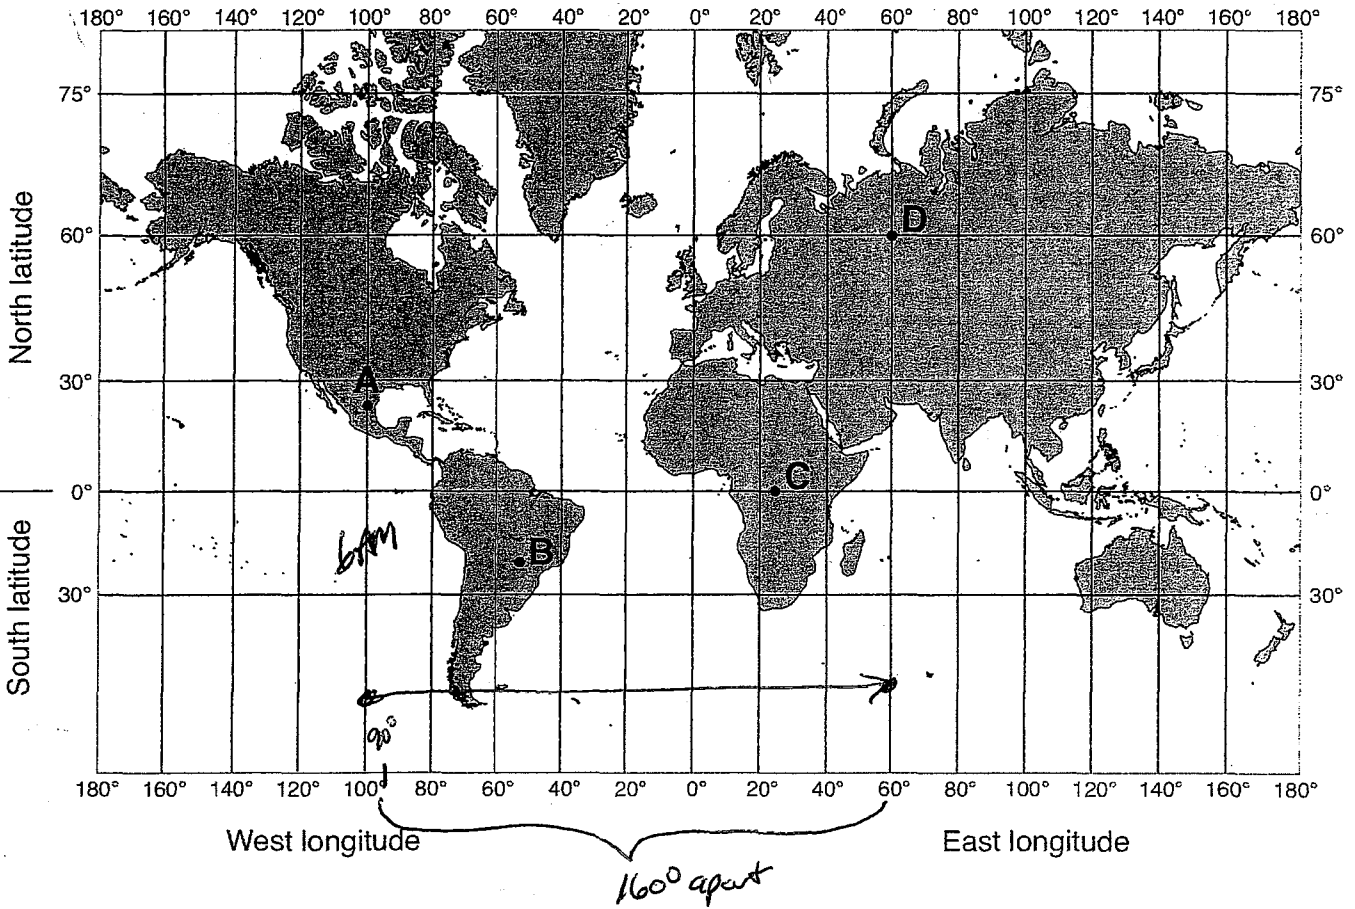 180° 160° 140° 120° 100° 80° 60° 40° 20° 0° 20° 40° 60° 80° 100° 120° 140° 160° 180°
75° 75°
North latitude
60° D 60°
30° A 30°
C
0° 0°
6AM
B
South latitude
30° 30°
90°
180° 160° 140° 120° 100° 80° 60° 40° 20° 0° 20° 40° 60° 80° 100° 120° 140° 160° 180°
West longitude East longitude
160° apart